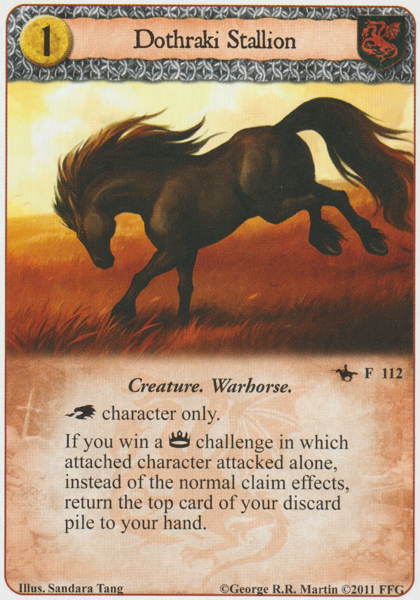 1
Dothraki Stallion
F 112
Creature. Warhorse.
character only.
If you win a challenge in which
attached character attacked alone,
instead of the normal claim effects,
return the top card of your discard
pile to your hand.
Illus. Sandara Tang
©George R.R. Martin ©2011 FFG